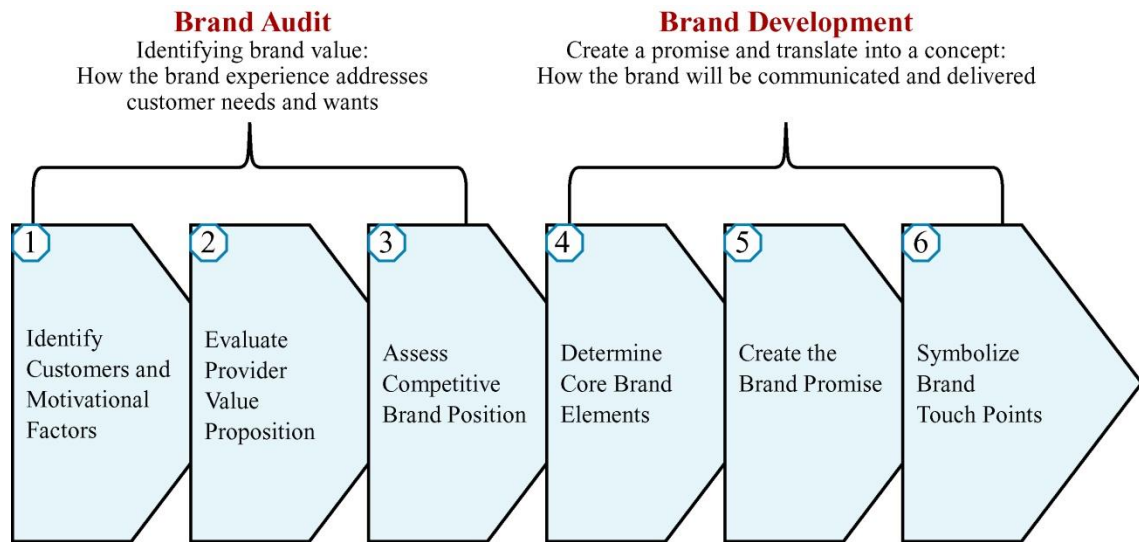 Brand Audit
Identifying brand value:
How the brand experience addresses
customer needs and wants
Brand Development
Create a promise and translate into a concept:
How the brand will be communicated and delivered
1
Identify
Customers and
Motivational
Factors
2
Evaluate
Provider
Value
Proposition
3
Assess
Competitive
Brand Position
4
Determine
Core Brand
Elements
5
Create the
Brand Promise
6
Symbolize
Brand
Touch Points